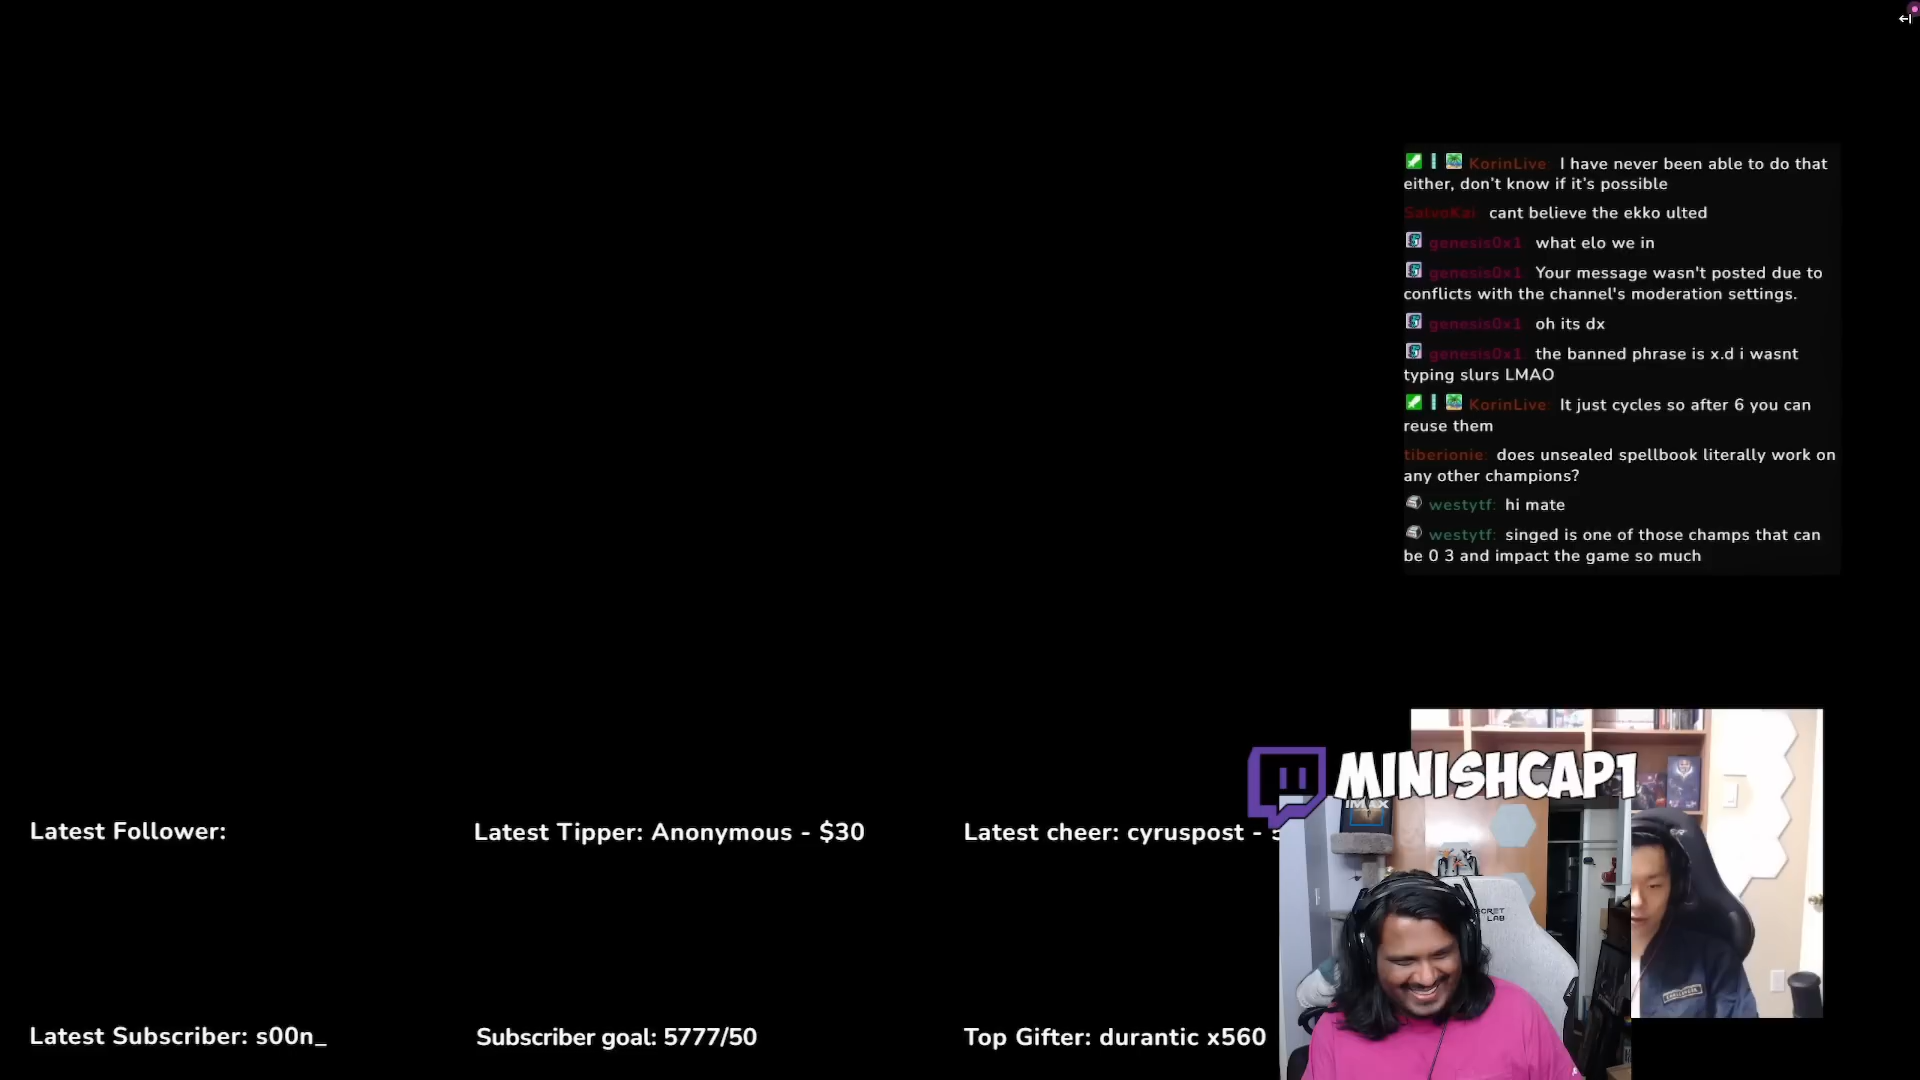 KorinLive: I have never been able to do that
either, don't know if it's possible
SalvoKai: cant believe the ekko ulted
genesis0x1: what elo we in
genesis0x1: Your message wasn't posted due to
conflicts with the channel's moderation settings.
genesis0x1: oh its dx
genesis0x1: the banned phrase is x.d i wasnt
typing slurs LMAO
KorinLive: It just cycles so after 6 you can
reuse them
tiberionie: does unsealed spellbook literally work on
any other champions?
westytf: hi mate
westytf: singed is one of those champs that can
be 0 3 and impact the game so much
MINISHCAP1
IMAX
Latest Follower:
Latest Tipper: Anonymous - $30
Latest cheer: cyruspost -
SECRET
LAB
Latest Subscriber: s00n_
Subscriber goal: 5777/50
Top Gifter: durantic x560